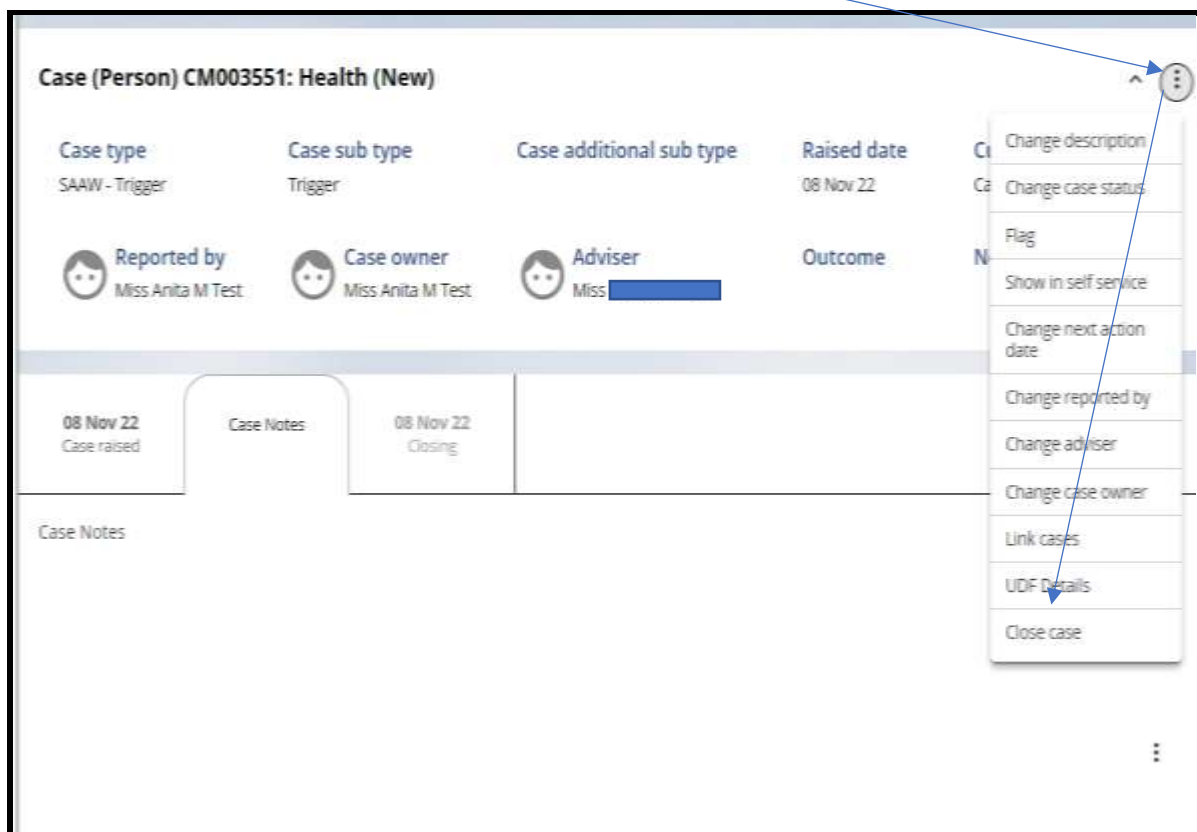 Case (Person) CM003551: Health (New)
Case type Case sub type Case additional sub type Raised date
SAAW - Trigger Trigger 08 Nov 22
Reported by Case owner Adviser Outcome
Miss Anita M Test Miss Anita M Test Miss
Change description
Change case status
Flag
Show in self service
Change next action
date
Change reported by
Change adviser
Change case owner
Link cases
UDF Details
Close case
08 Nov 22 Case Notes 08 Nov 22
Case raised Closing
Case Notes